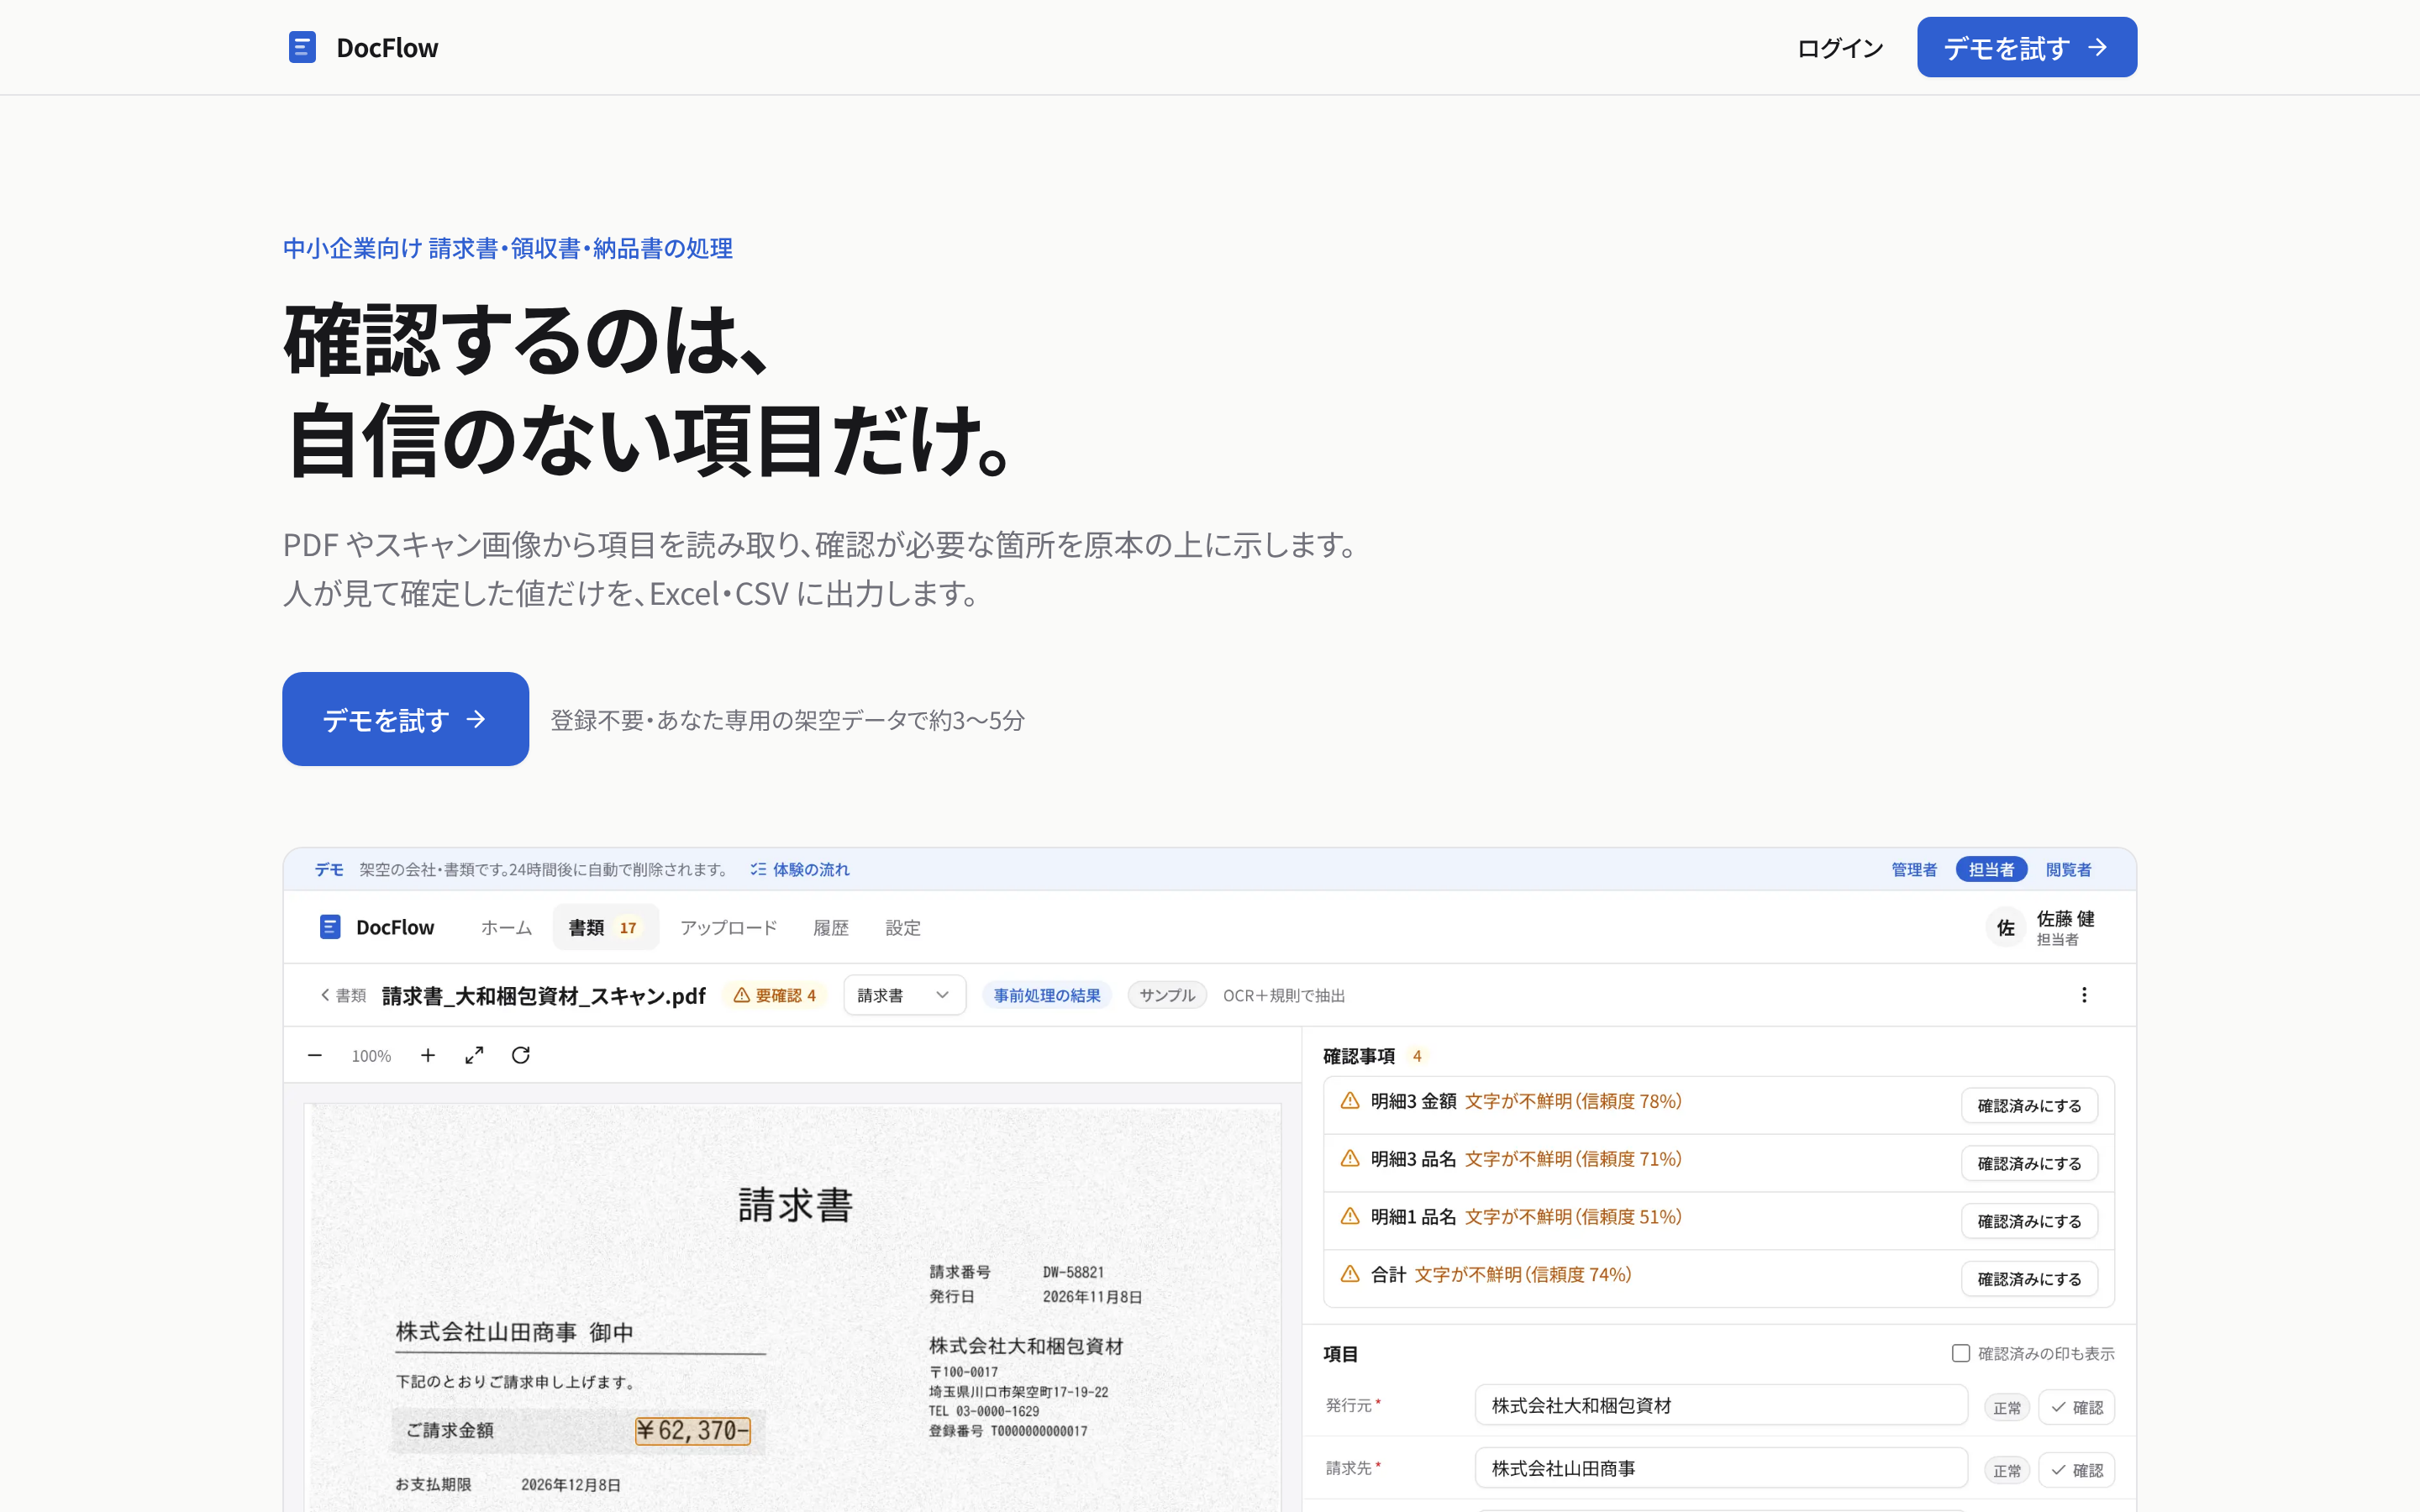 DocFlow
ログイン
デモを試す →
中小企業向け 請求書・領収書・納品書の処理
確認するのは、
自信のない項目だけ。
PDF やスキャン画像から項目を読み取り、確認が必要な箇所を原本の上に示します。
人が見て確定した値だけを、Excel・CSV に出力します。
デモを試す →
登録不要・あなた専用の架空データで約3〜5分
デモ 架空の会社・書類です。24時間後に自動で削除されます。 体験の流れ
管理者 担当者 閲覧者
DocFlow ホーム 書類 17 アップロード 履歴 設定
佐 佐藤 健
担当者
書類 請求書_大和梱包資材_スキャン.pdf 要確認 4 請求書 事前処理の結果 サンプル OCR+規則で抽出
100%
請求書
請求番号 DW-58821
発行日 2026年11月8日
株式会社山田商事 御中
下記のとおりご請求申し上げます。
ご請求金額 ¥62,370-
お支払期限 2026年12月8日
株式会社大和梱包資材
〒100-0017
埼玉県川口市架空町17-19-22
TEL 03-0000-1629
登録番号 T0000000000017
確認事項 4
明細3 金額 文字が不鮮明(信頼度 78%) 確認済みにする
明細3 品名 文字が不鮮明(信頼度 71%) 確認済みにする
明細1 品名 文字が不鮮明(信頼度 51%) 確認済みにする
合計 文字が不鮮明(信頼度 74%) 確認済みにする
項目 確認済みの印も表示
発行元* 株式会社大和梱包資材 正常 確認
請求先* 株式会社山田商事 正常 確認